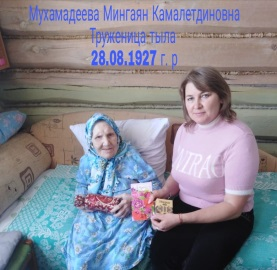 Мухамадеева Мингаян Камалетдиновна
Труженица тыла
28.08.1927 г. р